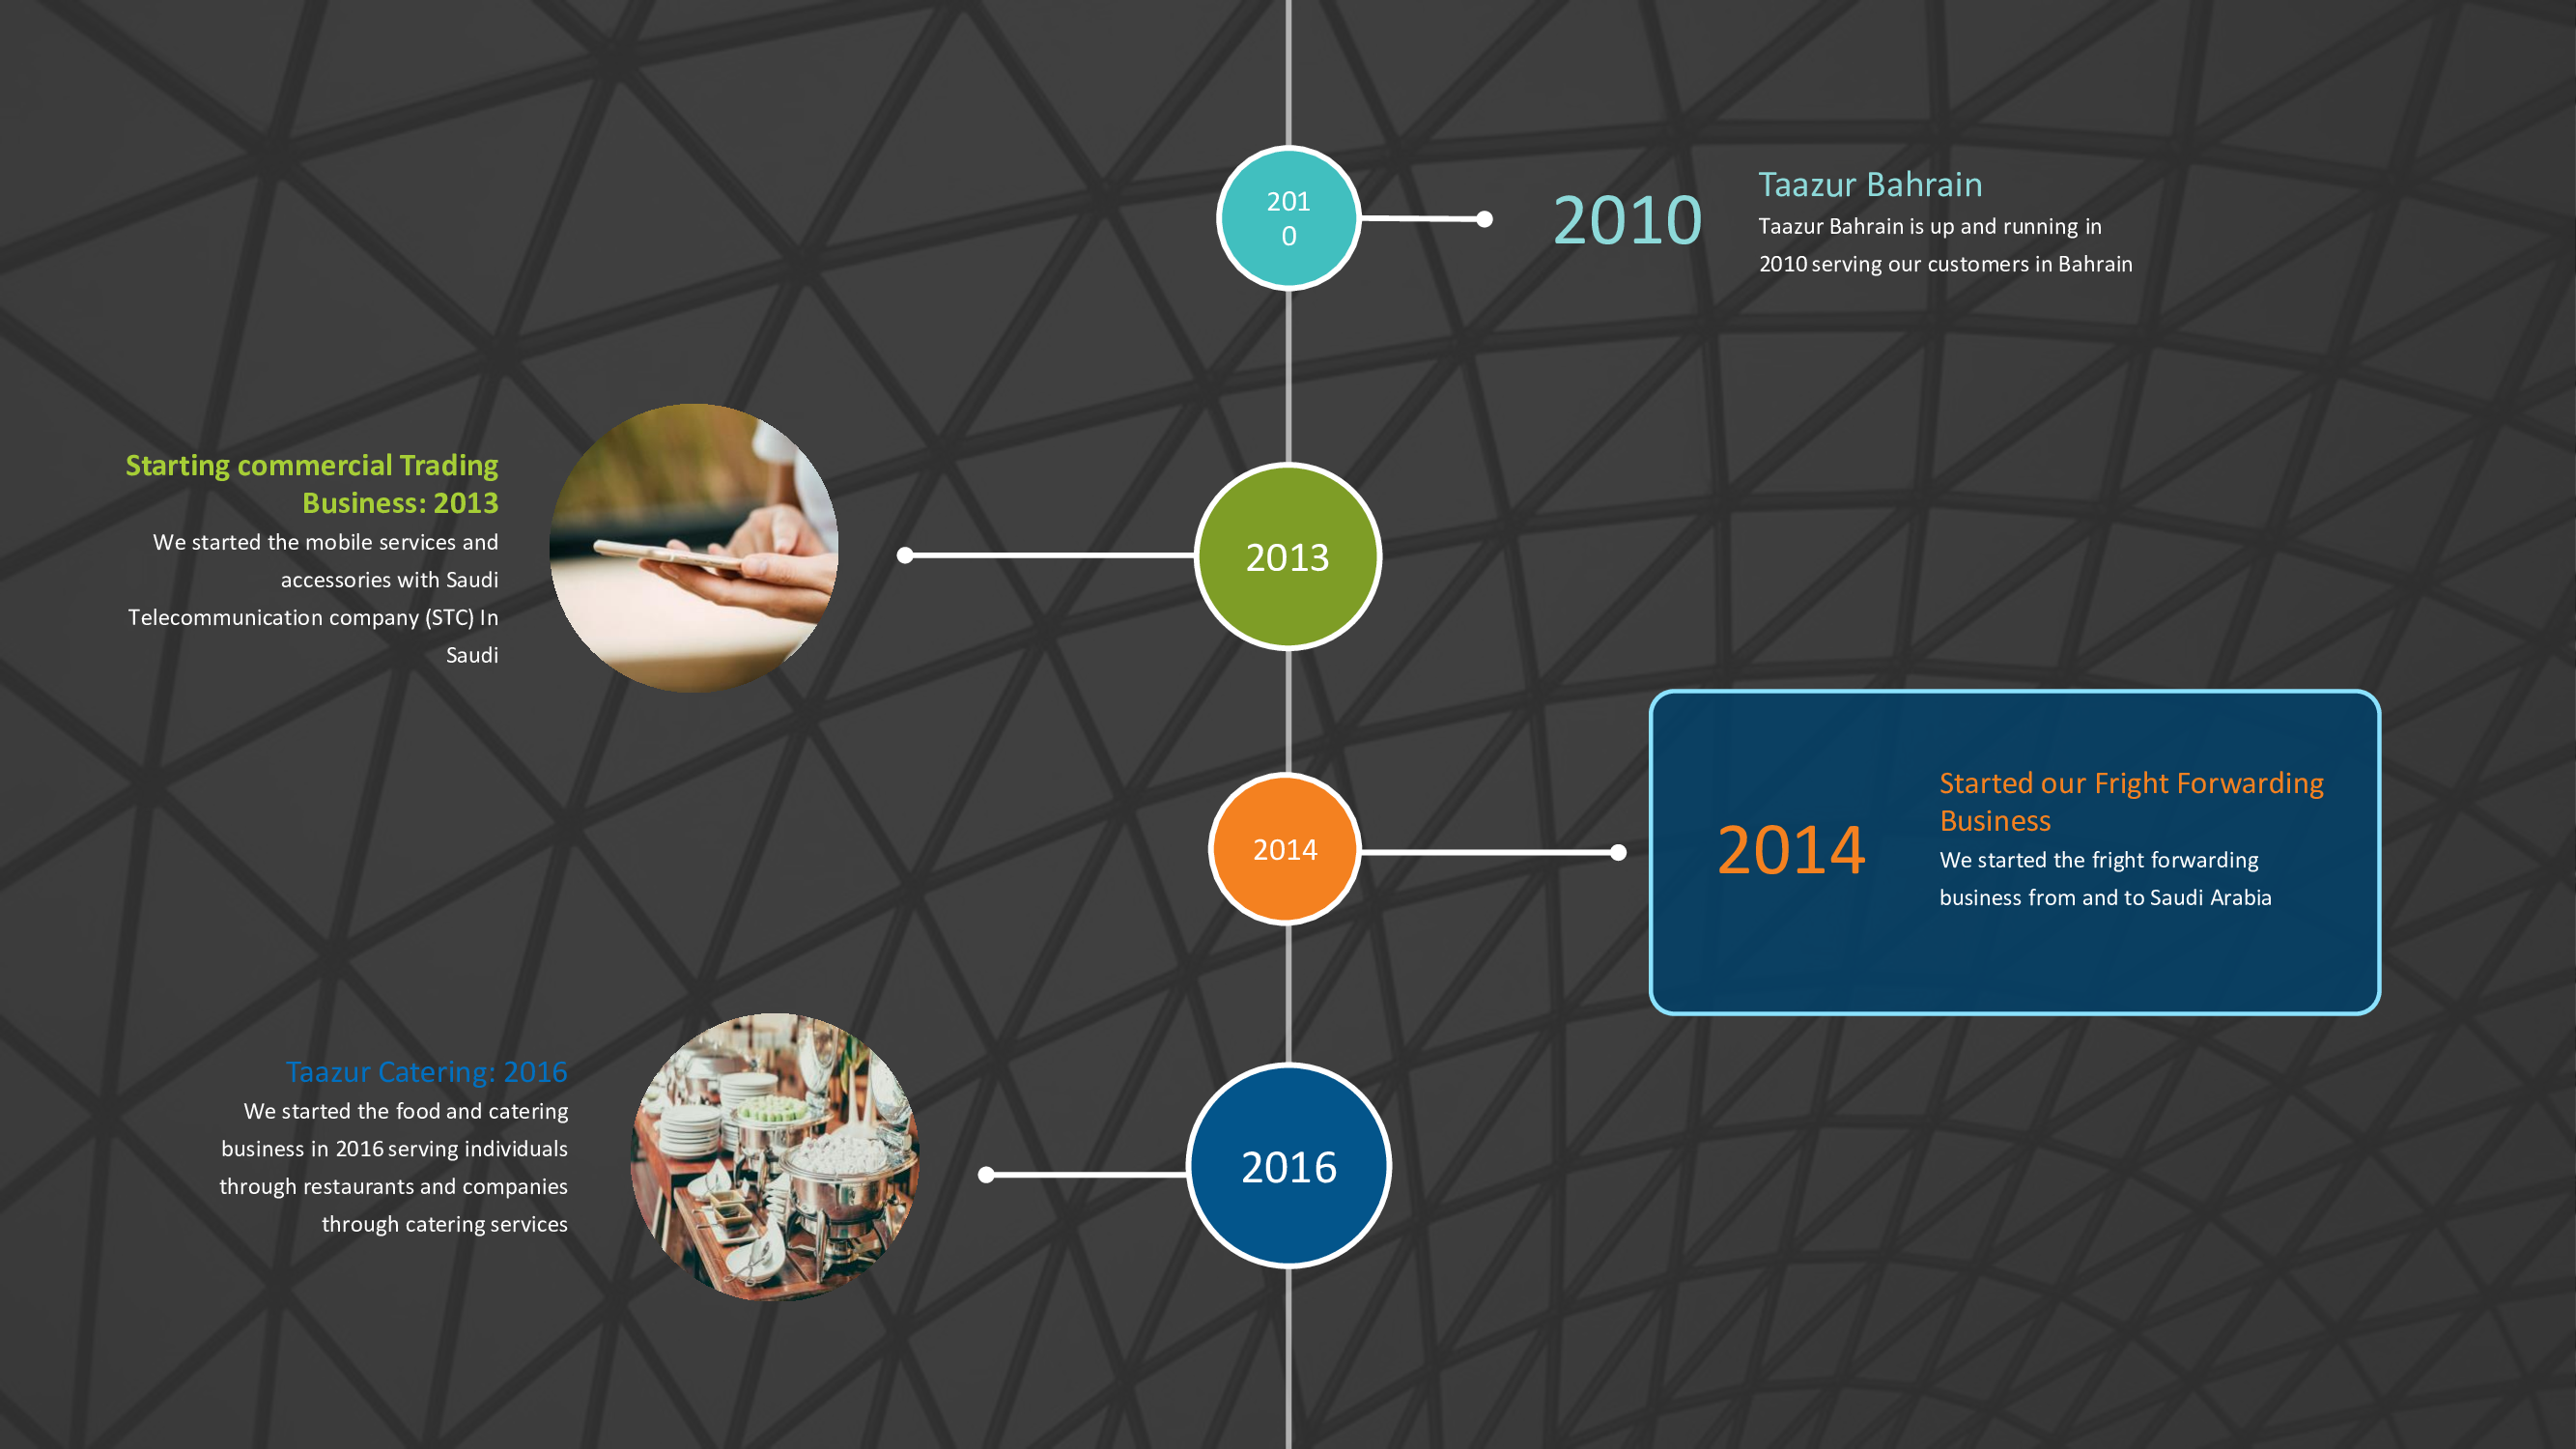 201
0
2010
Taazur Bahrain
Taazur Bahrain is up and running in
2010 serving our customers in Bahrain
Starting commercial Trading
Business: 2013
We started the mobile services and
accessories with Saudi
Telecommunication company (STC) In
Saudi
2013
2014
2014
Started our Fright Forwarding
Business
We started the fright forwarding
business from and to Saudi Arabia
Taazur Catering: 2016
We started the food and catering
business in 2016 serving individuals
through restaurants and companies
through catering services
2016